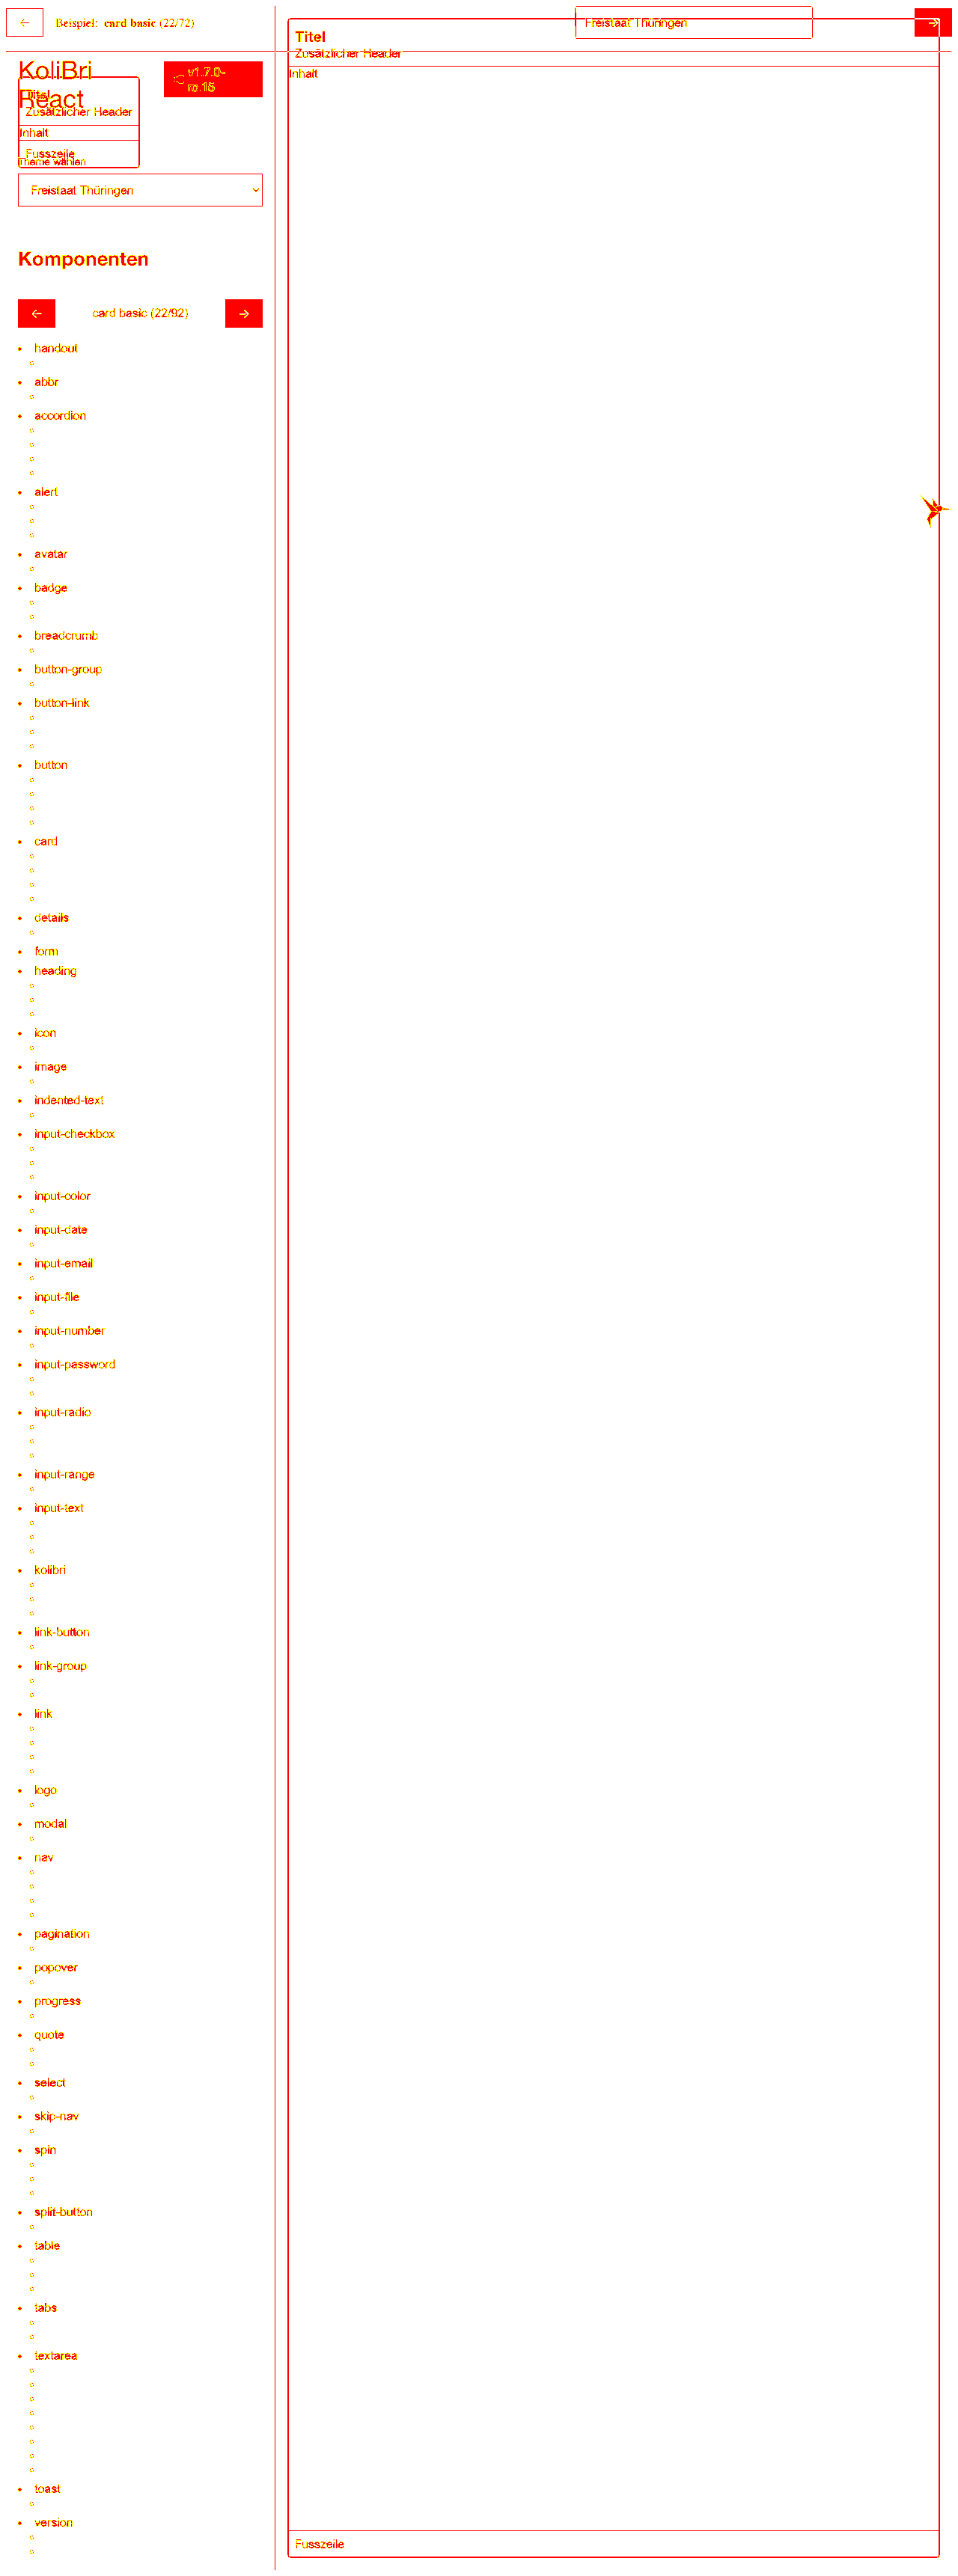 ← Beispiel: card basic (22/72)
Freistaat Thüringen
→
KoliBri
React
v1.7.0-
rc.15
Titel
Zusätzlicher Header
Inhalt
Fusszeile
Theme wählen
Freistaat Thüringen
Komponenten
← card basic (22/92) →
handout
abbr
accordion
alert
avatar
badge
breadcrumb
button-group
button-link
button
card
details
form
heading
icon
image
indented-text
input-checkbox
input-color
input-date
input-email
input-file
input-number
input-password
input-radio
input-range
input-text
kolibri
link-button
link-group
link
logo
modal
nav
pagination
popover
progress
quote
select
skip-nav
spin
split-button
table
tabs
textarea
toast
version
Titel
Zusätzlicher Header
Inhalt
Fusszeile